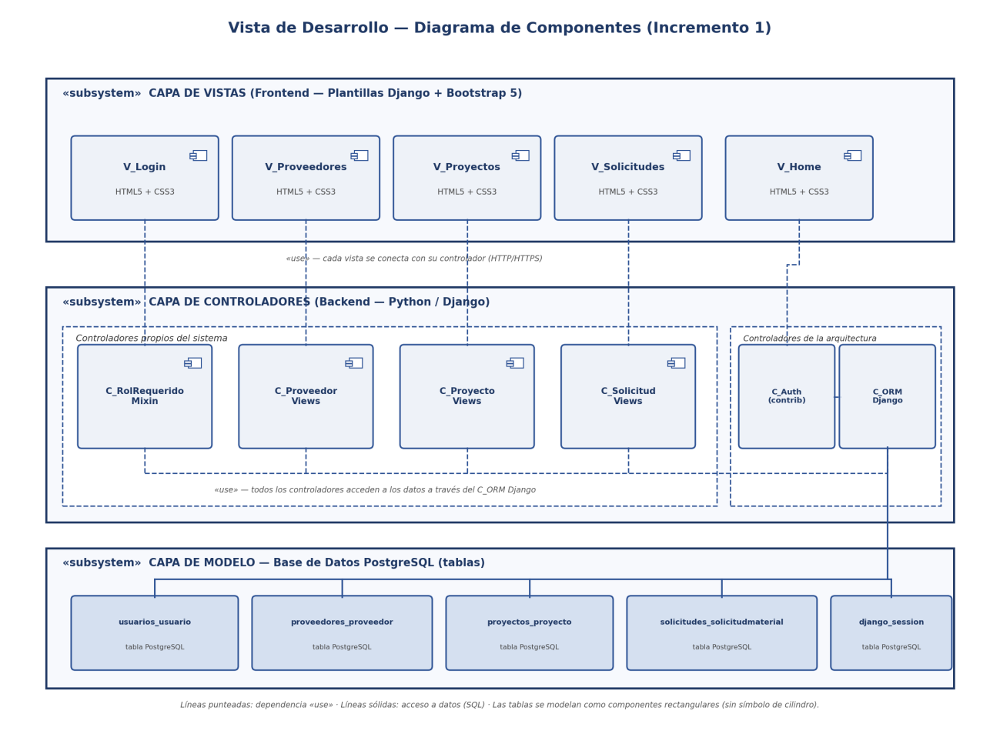 Vista de Desarrollo — Diagrama de Componentes (Incremento 1)
«subsystem»  CAPA DE VISTAS (Frontend — Plantillas Django + Bootstrap 5)
V_Login
HTML5 + CSS3
V_Proveedores
HTML5 + CSS3
V_Proyectos
HTML5 + CSS3
V_Solicitudes
HTML5 + CSS3
V_Home
HTML5 + CSS3
«use» — cada vista se conecta con su controlador (HTTP/HTTPS)
«subsystem»  CAPA DE CONTROLADORES (Backend — Python / Django)
Controladores propios del sistema
C_RolRequerido
Mixin
C_Proveedor
Views
C_Proyecto
Views
C_Solicitud
Views
Controladores de la arquitectura
C_Auth
(contrib)
C_ORM
Django
«use» — todos los controladores acceden a los datos a través del C_ORM Django
«subsystem»  CAPA DE MODELO — Base de Datos PostgreSQL (tablas)
usuarios_usuario
tabla PostgreSQL
proveedores_proveedor
tabla PostgreSQL
proyectos_proyecto
tabla PostgreSQL
solicitudes_solicitudmaterial
tabla PostgreSQL
django_session
tabla PostgreSQL
Líneas punteadas: dependencia «use» · Líneas sólidas: acceso a datos (SQL) · Las tablas se modelan como componentes rectangulares (sin símbolo de cilindro).